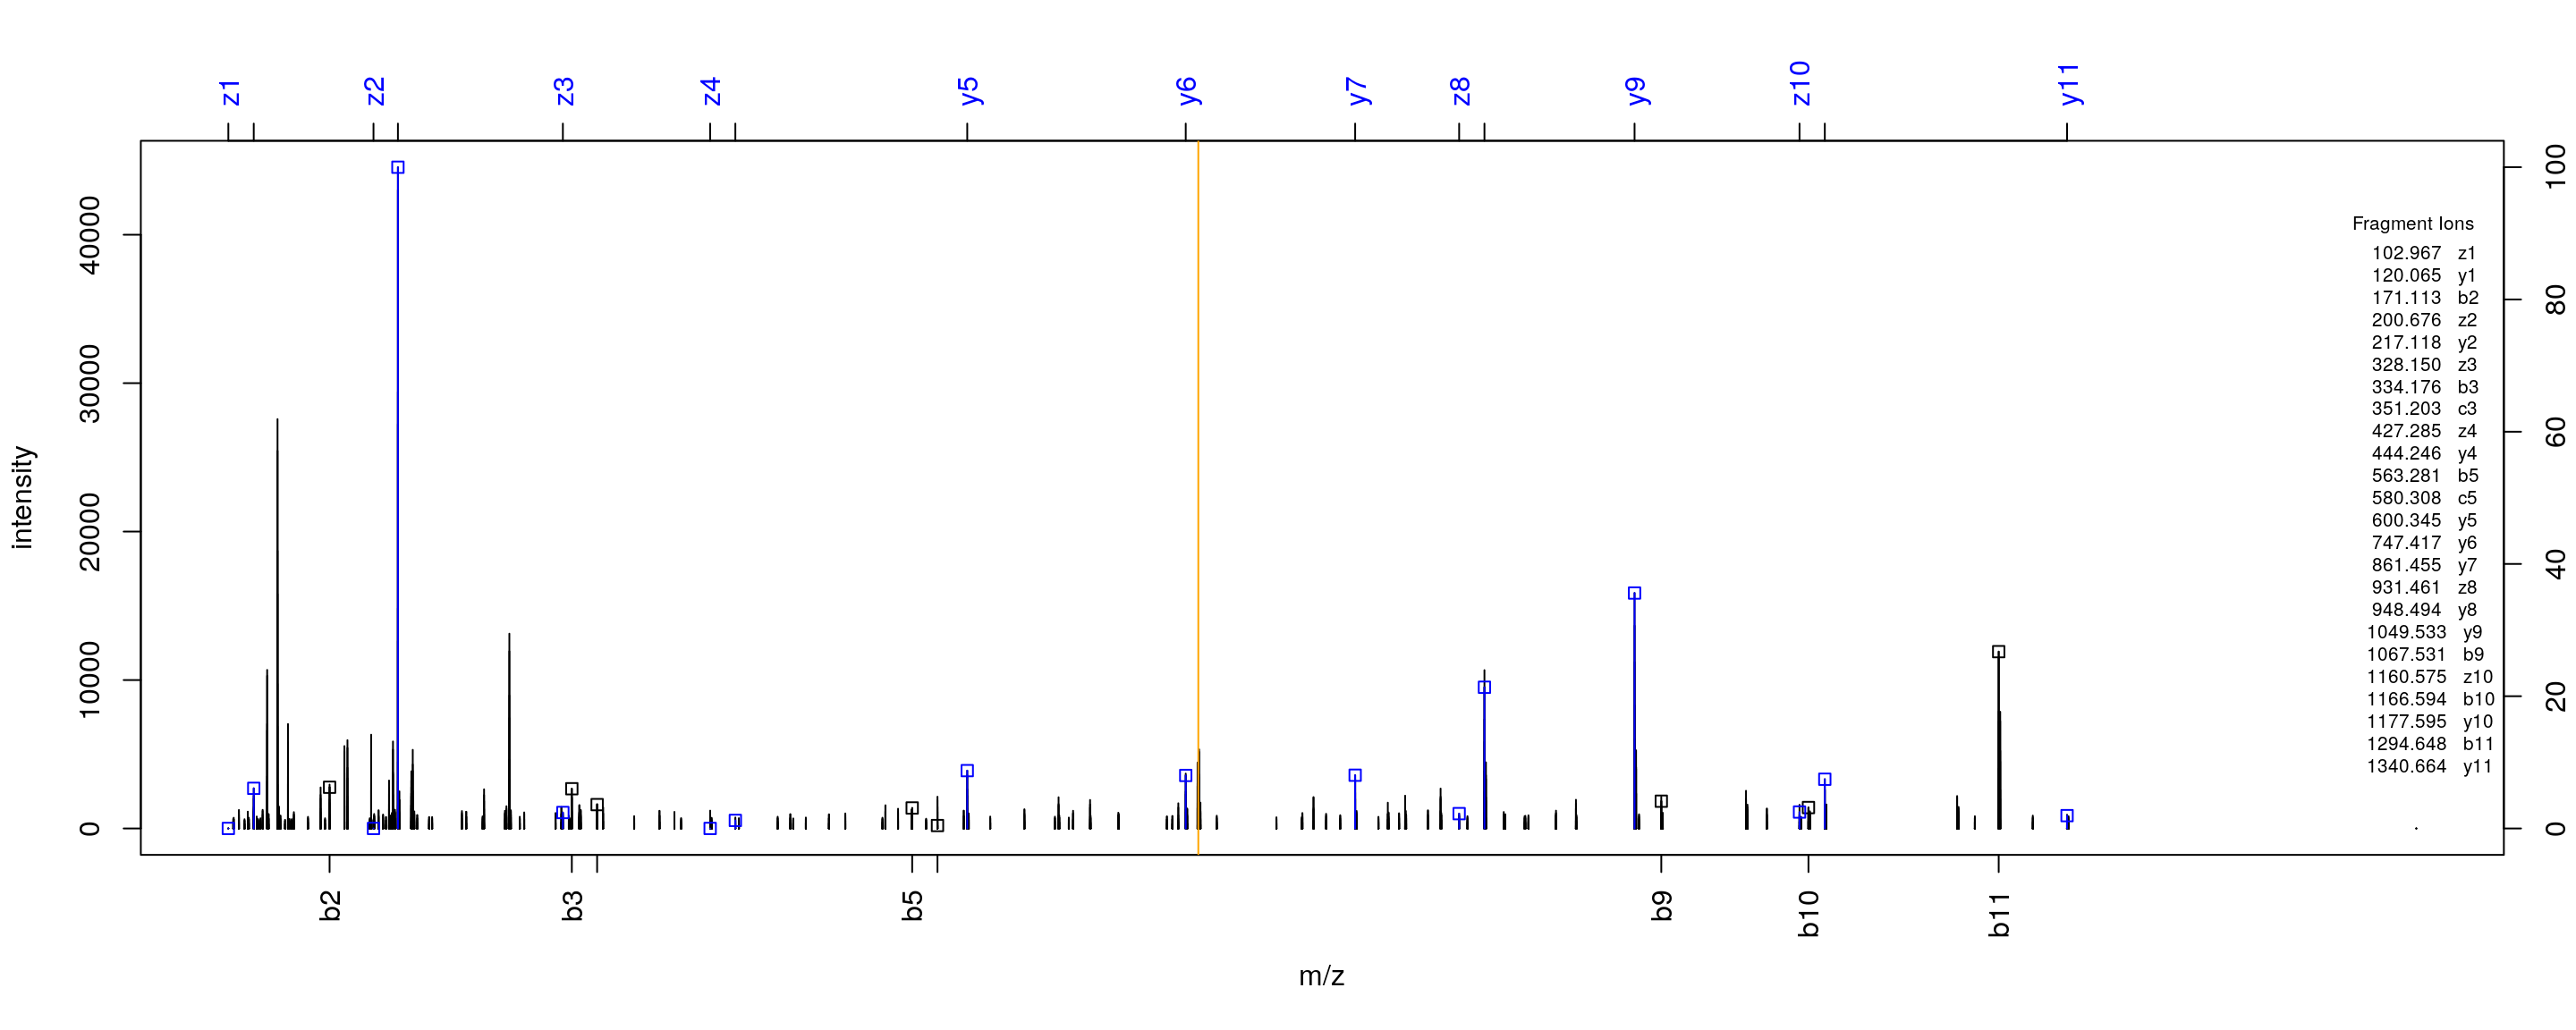 z1 z2 z3 z4 y5 y6 y7 z8 y9 z10 y11
intensity
0 10000 20000 30000 40000
0 20 40 60 80 100
Fragment Ions
102.967 z1
120.065 y1
171.113 b2
200.676 z2
217.118 y2
328.150 z3
334.176 b3
351.203 c3
427.285 z4
444.246 y4
563.281 b5
580.308 c5
600.345 y5
747.417 y6
861.455 y7
931.461 z8
948.494 y8
1049.533 y9
1067.531 b9
1160.575 z10
1166.594 b10
1177.595 y10
1294.648 b11
1340.664 y11
b2 b3 b5 b9 b10 b11
m/z